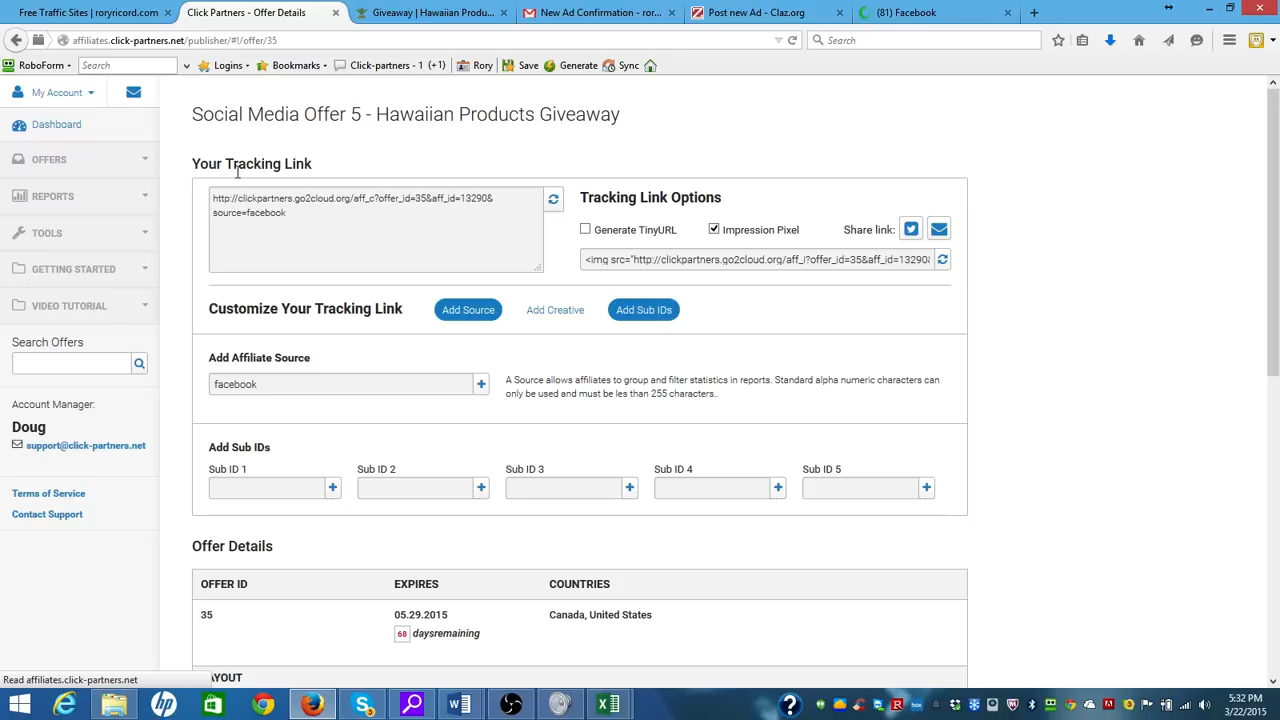 Free Traffic Sites | roryricord.com
Click Partners - Offer Details
Giveaway | Hawaiian Produc...
New Ad Confirmation - ror...
Post new Ad - Claz.org
(81) Facebook
affiliates.click-partners.net/publisher/#!/offer/35
Search
RoboForm
Search
Logins
Bookmarks
Click-partners - 1 (+1)
Rory
Save
Generate
Sync
My Account
Dashboard
OFFERS
REPORTS
TOOLS
GETTING STARTED
VIDEO TUTORIAL
Search Offers
Account Manager:
Doug
support@click-partners.net
Terms of Service
Contact Support
Social Media Offer 5 - Hawaiian Products Giveaway
Your Tracking Link
http://clickpartners.go2cloud.org/aff_c?offer_id=35&aff_id=13290&
source=facebook
Tracking Link Options
Generate TinyURL
Impression Pixel
Share link:
<img src="http://clickpartners.go2cloud.org/aff_i?offer_id=35&aff_id=13290&
Customize Your Tracking Link
Add Source
Add Creative
Add Sub IDs
Add Affiliate Source
facebook
A Source allows affiliates to group and filter statistics in reports. Standard alpha numeric characters can
only be used and must be less than 255 characters..
Add Sub IDs
Sub ID 1
Sub ID 2
Sub ID 3
Sub ID 4
Sub ID 5
Offer Details
OFFER ID
EXPIRES
COUNTRIES
35
05.29.2015
Canada, United States
68 daysremaining
AYOUT
Read affiliates.click-partners.net
5:32 PM
3/22/2015